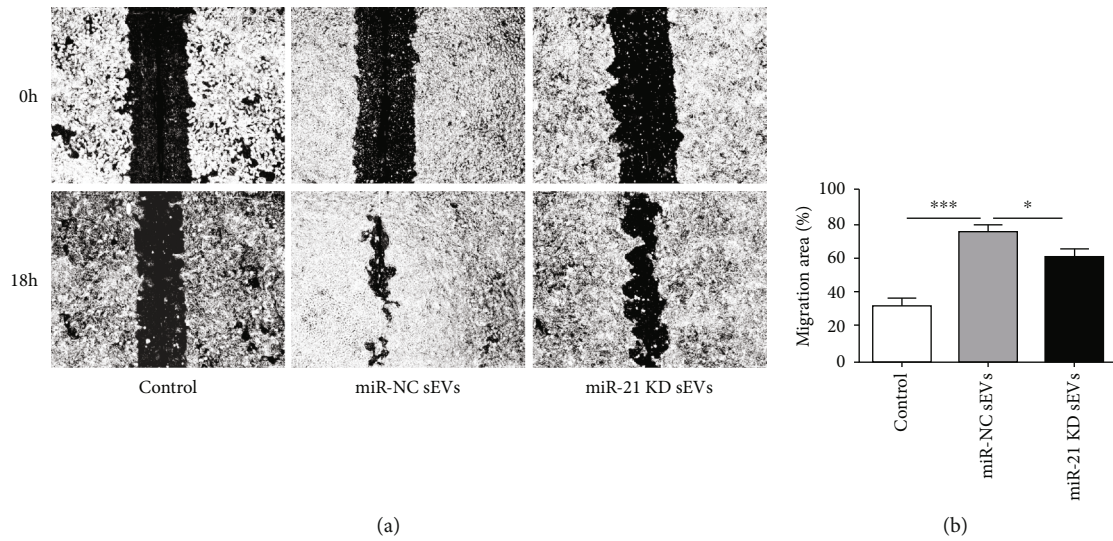 0h
18h
Control
miR-NC sEVs
miR-21 KD sEVs
(a)
Migration area (%)
100
80
60
40
20
0
***
*
Control
miR-NC sEVs
miR-21 KD sEVs
(b)